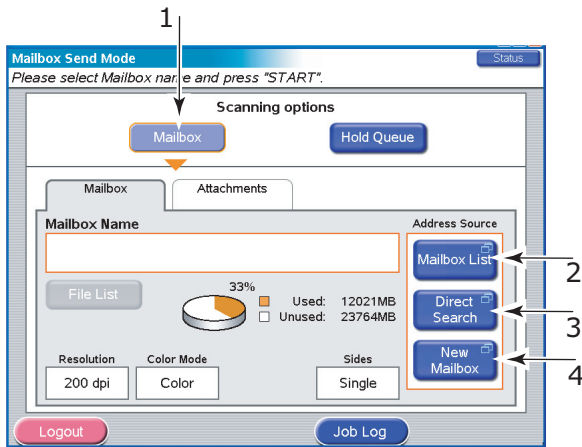 1
Mailbox Send Mode
Status
Please select Mailbox name and press "START".
Scanning options
Mailbox
Hold Queue
Mailbox
Attachments
Mailbox Name
Address Source
Mailbox List
2
File List
33%
Used: 12021MB
Unused: 23764MB
Direct
Search
3
New
Mailbox
4
Resolution
Color Mode
Sides
200 dpi
Color
Single
Logout
Job Log